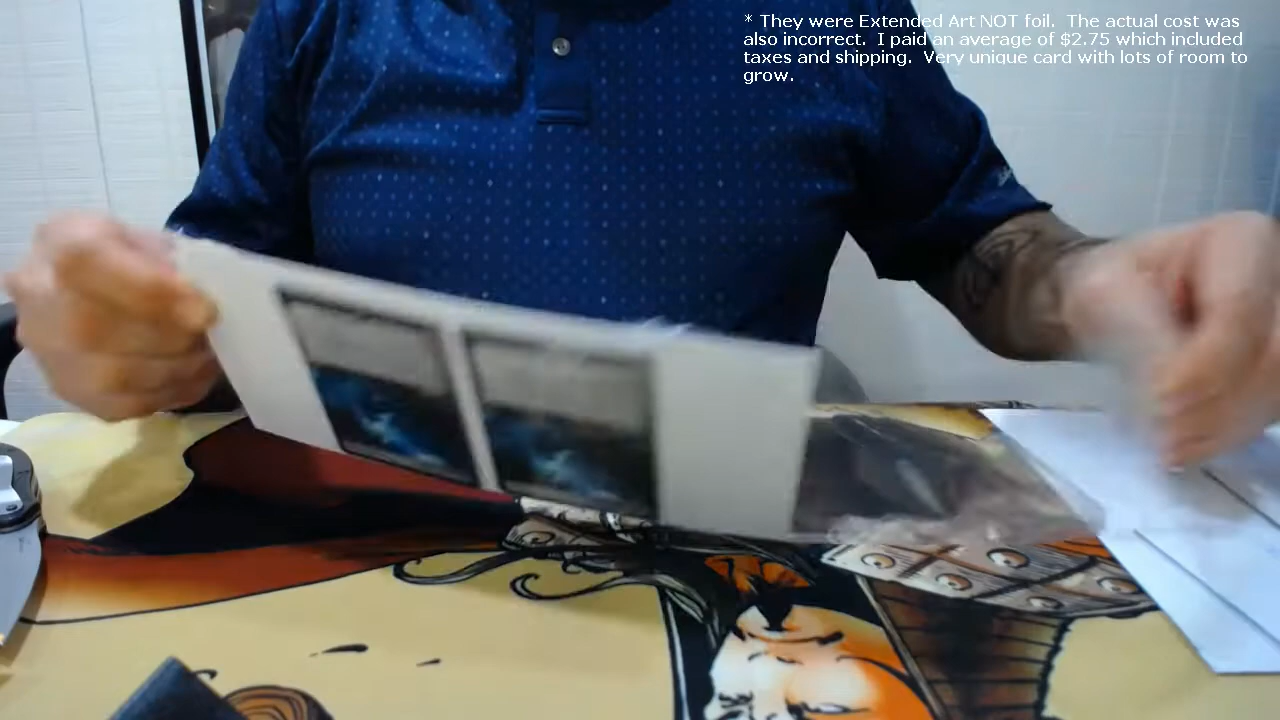 * They were Extended Art NOT foil.  The actual cost was
also incorrect.  I paid an average of $2.75 which included
taxes and shipping.  Very unique card with lots of room to
grow.